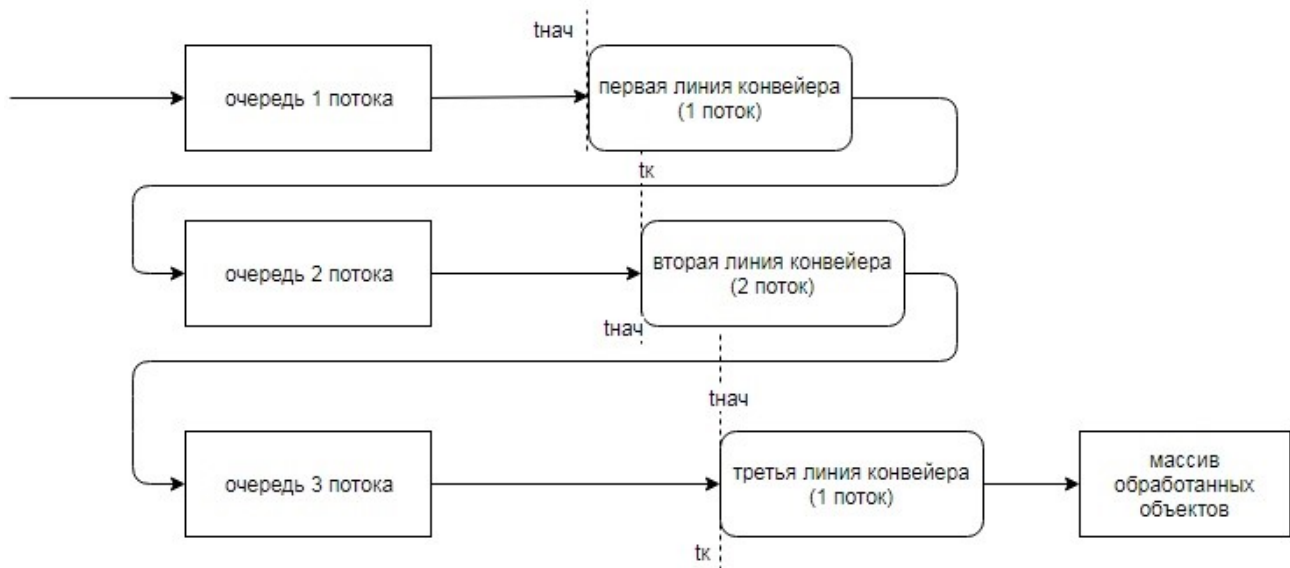 tнач
очередь 1 потока
первая линия конвейера
(1 поток)
tк
очередь 2 потока
вторая линия конвейера
(2 поток)
tнач
tнач
очередь 3 потока
третья линия конвейера
(1 поток)
массив
обработанных
объектов
tк